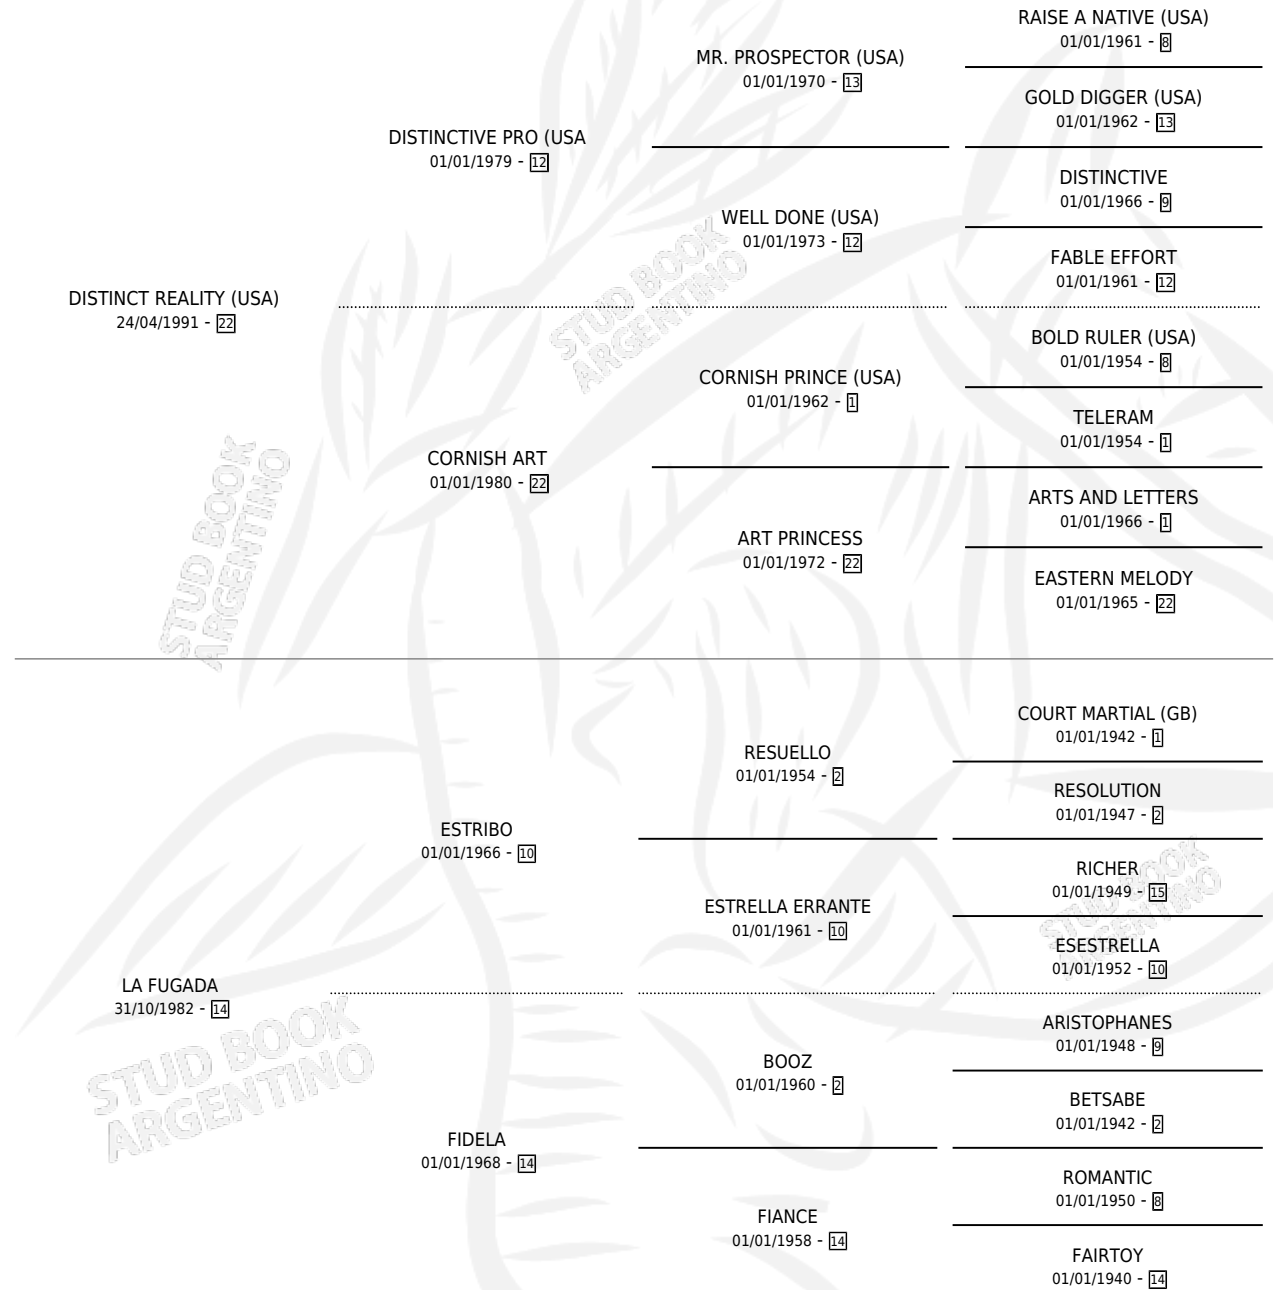 RAISE A NATIVE (USA)
01/01/1961 - 8
MR. PROSPECTOR (USA)
01/01/1970 - 13
GOLD DIGGER (USA)
01/01/1962 - 13
DISTINCTIVE PRO (USA
01/01/1979 - 12
DISTINCTIVE
01/01/1966 - 9
WELL DONE (USA)
01/01/1973 - 12
FABLE EFFORT
01/01/1961 - 12
DISTINCT REALITY (USA)
24/04/1991 - 22
BOLD RULER (USA)
01/01/1954 - 8
CORNISH PRINCE (USA)
01/01/1962 - 1
TELERAM
01/01/1954 - 1
CORNISH ART
01/01/1980 - 22
ARTS AND LETTERS
01/01/1966 - 1
ART PRINCESS
01/01/1972 - 22
EASTERN MELODY
01/01/1965 - 22
COURT MARTIAL (GB)
01/01/1942 - 1
RESUELLO
01/01/1954 - 2
RESOLUTION
01/01/1947 - 2
ESTRIBO
01/01/1966 - 10
RICHER
01/01/1949 - 15
ESTRELLA ERRANTE
01/01/1961 - 10
ESESTRELLA
01/01/1952 - 10
LA FUGADA
31/10/1982 - 14
ARISTOPHANES
01/01/1948 - 9
BOOZ
01/01/1960 - 2
BETSABE
01/01/1942 - 2
FIDELA
01/01/1968 - 14
ROMANTIC
01/01/1950 - 8
FIANCE
01/01/1958 - 14
FAIRTOY
01/01/1940 - 14
STUD BOOK
ARGENTINO
STUD BOOK
ARGENTINO
STUD BOOK
ARGENTINO
STUD BOOK
ARGENTINO